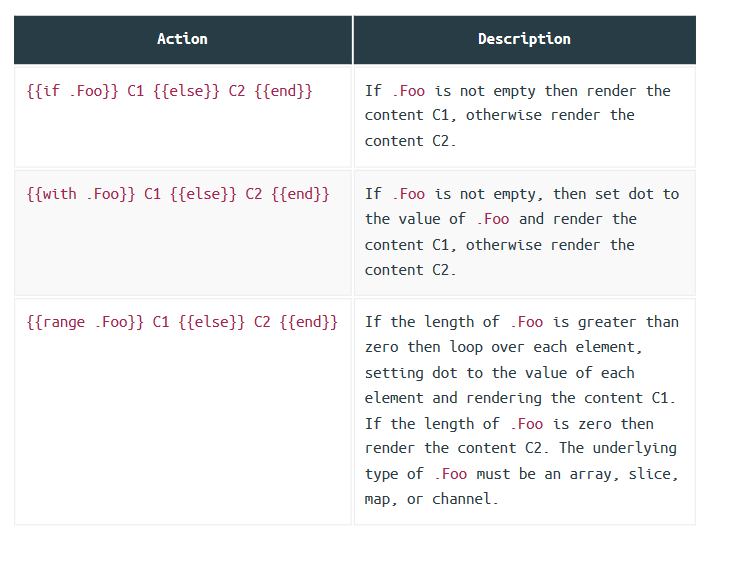 Action
Description
{{if .Foo}} C1 {{else}} C2 {{end}}
If .Foo is not empty then render the
content C1, otherwise render the
content C2.
{{with .Foo}} C1 {{else}} C2 {{end}}
If .Foo is not empty, then set dot to
the value of .Foo and render the
content C1, otherwise render the
content C2.
{{range .Foo}} C1 {{else}} C2 {{end}}
If the length of .Foo is greater than
zero then loop over each element,
setting dot to the value of each
element and rendering the content C1.
If the length of .Foo is zero then
render the content C2. The underlying
type of .Foo must be an array, slice,
map, or channel.